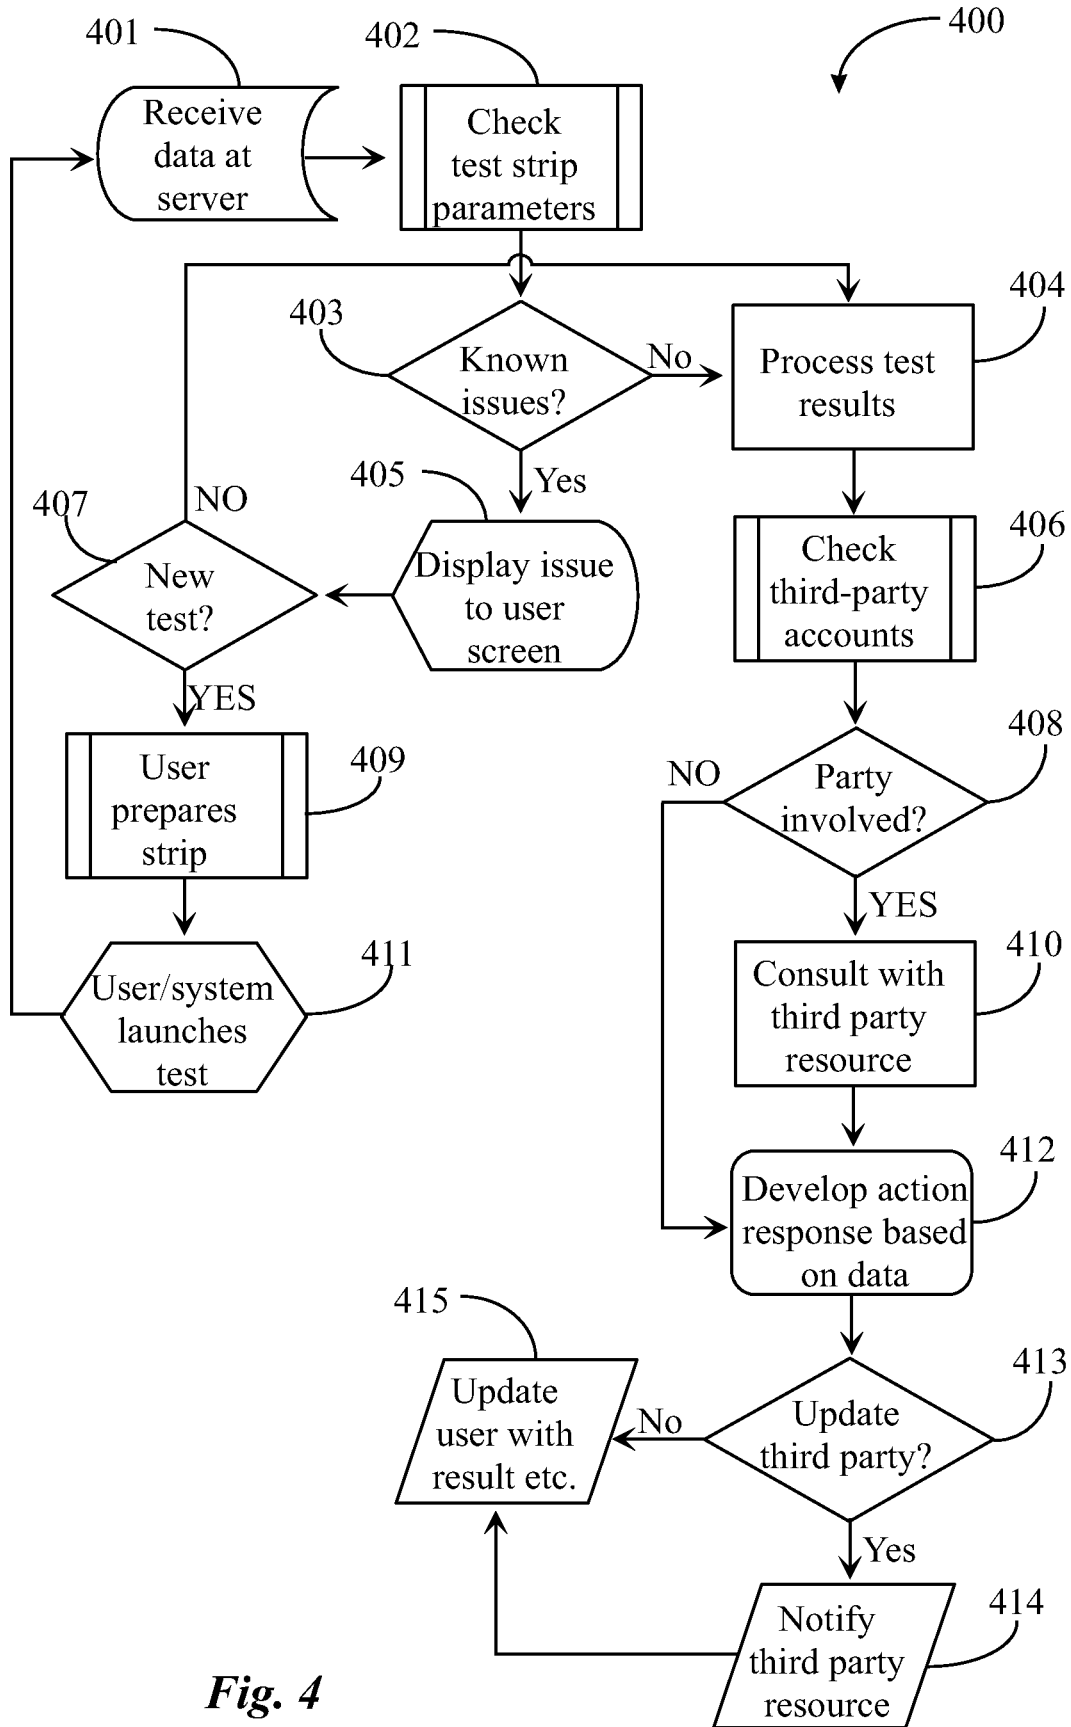 400
401
402
Receive
data at
server
Check
test strip
parameters
403
Known
issues?
No
404
Process test
results
Yes
405
Display issue
to user
screen
407
NO
New
test?
YES
406
Check
third-party
accounts
409
User
prepares
strip
408
Party
involved?
NO
YES
411
User/system
launches
test
410
Consult with
third party
resource
412
Develop action
response based
on data
415
Update
user with
result etc.
No
413
Update
third party?
Yes
414
Notify
third party
resource
Fig. 4